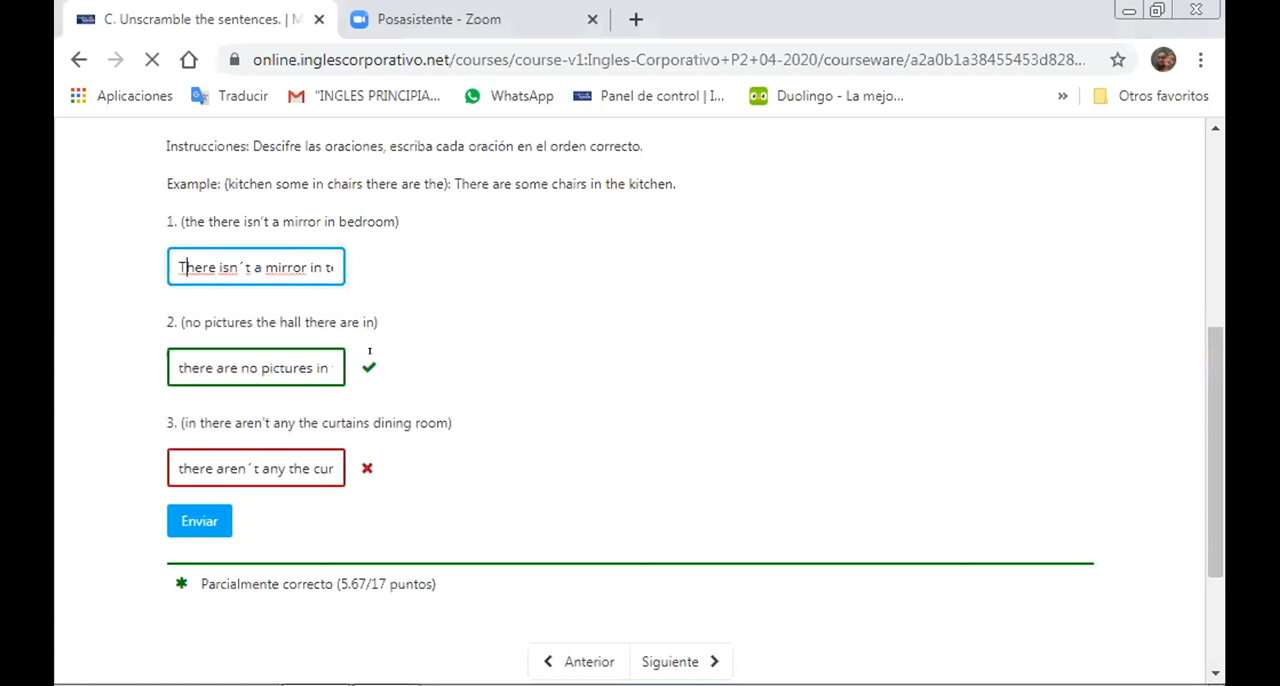 C. Unscramble the sentences. | M
Posasistente - Zoom
online.inglescorporativo.net/courses/course-v1:Ingles-Corporativo+P2+04-2020/courseware/a2a0b1a38455453d828...
Aplicaciones Traducir "INGLES PRINCIPIA... WhatsApp Panel de control | I... Duolingo - La mejo... » Otros favoritos
Instrucciones: Descifre las oraciones, escriba cada oración en el orden correcto.
Example: (kitchen some in chairs there are the): There are some chairs in the kitchen.
1. (the there isn't a mirror in bedroom)
There isn´t a mirror in te
2. (no pictures the hall there are in)
there are no pictures in
3. (in there aren't any the curtains dining room)
there aren´t any the cur
Enviar
Parcialmente correcto (5.67/17 puntos)
Anterior Siguiente